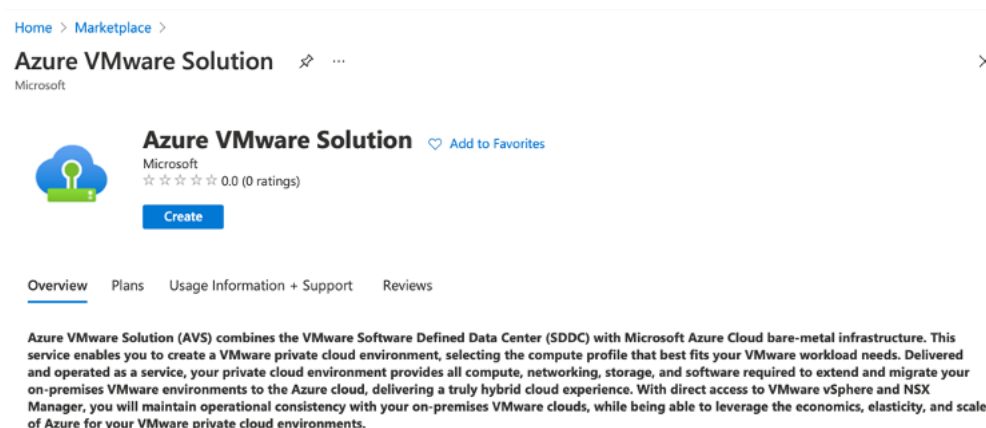 Home > Marketplace >
Azure VMware Solution ...
Microsoft
Azure VMware Solution Add to Favorites
Microsoft
0.0 (0 ratings)
Create
Overview Plans Usage Information + Support Reviews
Azure VMware Solution (AVS) combines the VMware Software Defined Data Center (SDDC) with Microsoft Azure Cloud bare-metal infrastructure. This
service enables you to create a VMware private cloud environment, selecting the compute profile that best fits your VMware workload needs. Delivered
and operated as a service, your private cloud environment provides all compute, networking, storage, and software required to extend and migrate your
on-premises VMware environments to the Azure cloud, delivering a truly hybrid cloud experience. With direct access to VMware vSphere and NSX
Manager, you will maintain operational consistency with your on-premises VMware clouds, while being able to leverage the economics, elasticity, and scale
of Azure for your VMware private cloud environments.